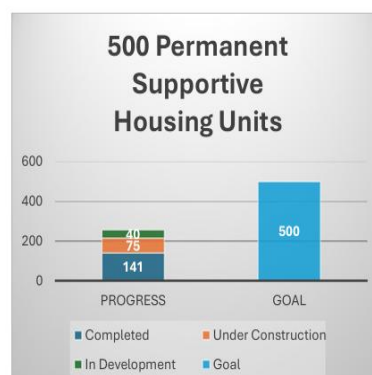 500 Permanent
Supportive
Housing Units
600
400
200
0
40
75
141
500
PROGRESS GOAL
Completed Under Construction
In Development Goal